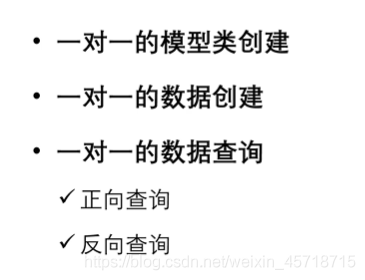 • 一对一的模型类创建
• 一对一的数据创建
• 一对一的数据查询
✓ 正向查询
✓ 反向查询
https://blog.csdn.net/weixin_45718715